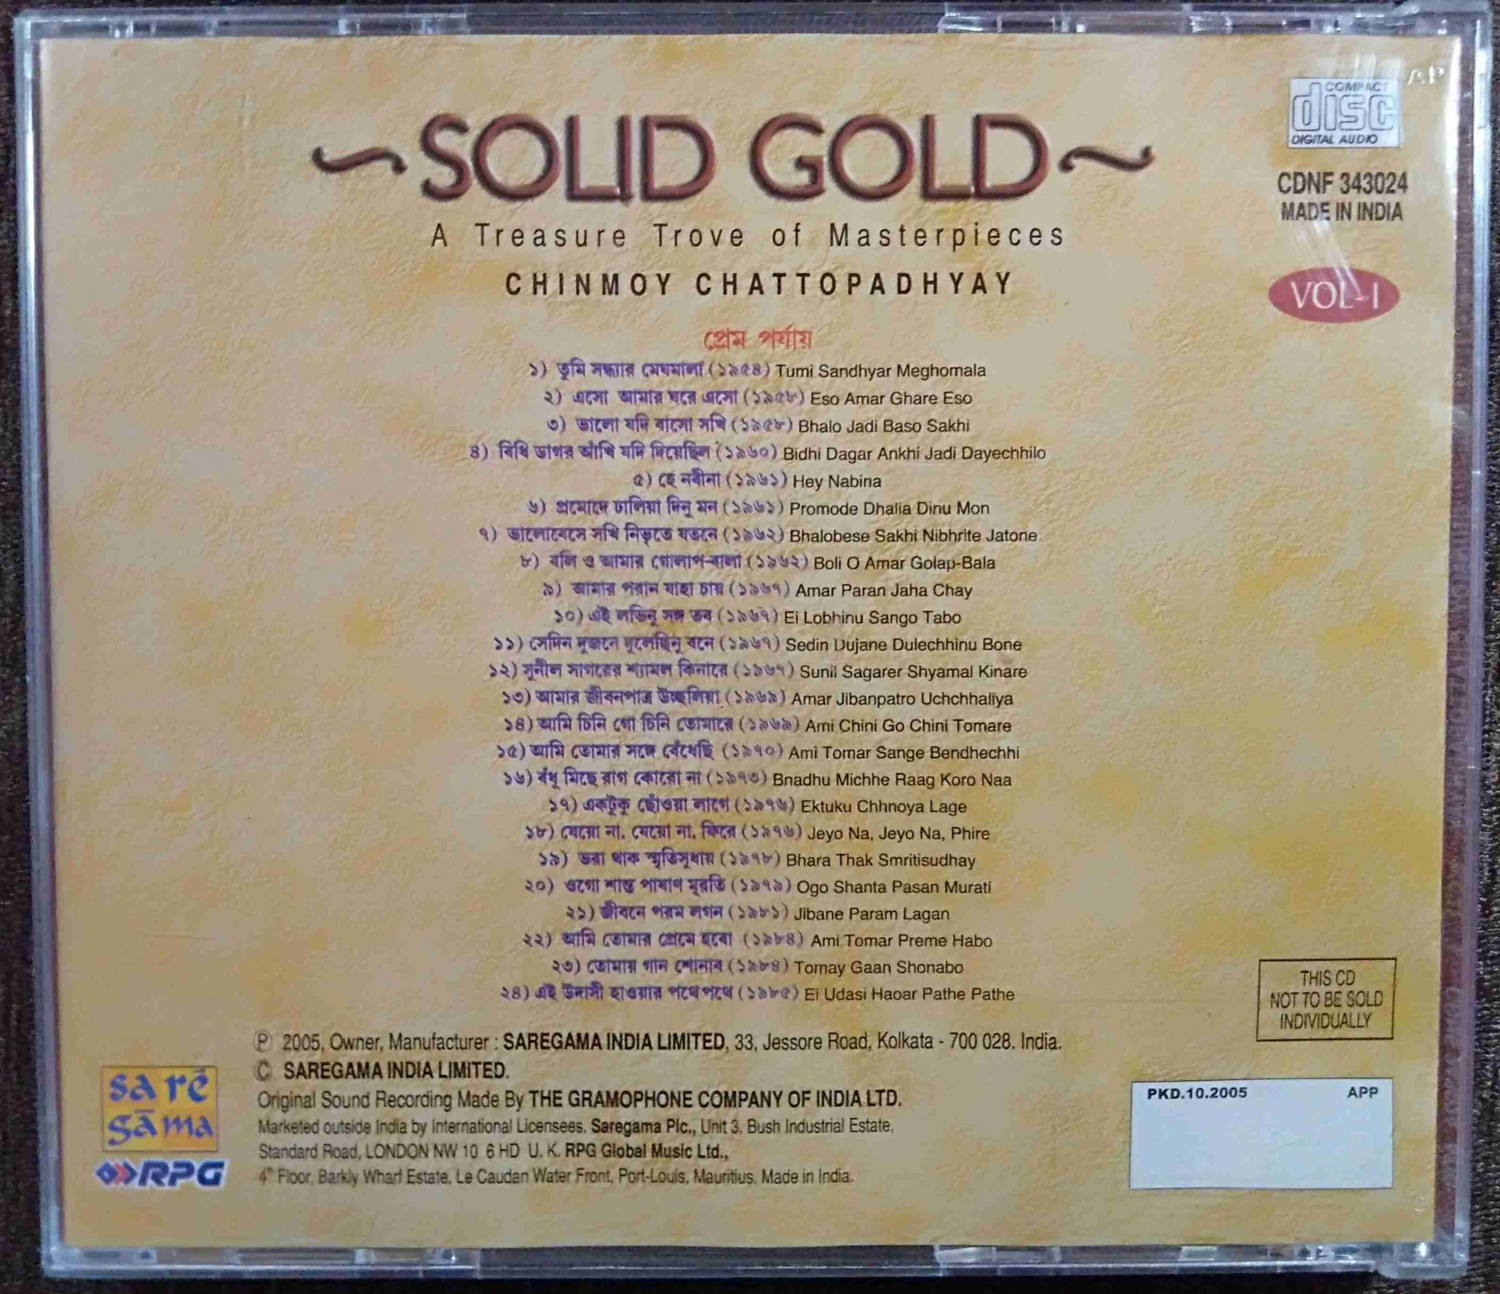 AP
COMPACT
disc
DIGITAL AUDIO
CDNF 343024
MADE IN INDIA
VOL-I
SOLID GOLD
A Treasure Trove of Masterpieces
CHINMOY CHATTOPADHYAY
প্রেম পর্যায়
১) তুমি সন্ধ্যার মেঘমালা (১৯৫৪) Tumi Sandhyar Meghomala
২) এসো আমার ঘরে এসো (১৯৫৮) Eso Amar Ghare Eso
৩) ভালো যদি বাসো সখি (১৯৫৮) Bhalo Jadi Baso Sakhi
৪) বিধি ডাগর আঁখি যদি দিয়েছিল (১৯৬০) Bidhi Dagar Ankhi Jadi Dayechhilo
৫) হে নবীনা (১৯৬১) Hey Nabina
৬) প্রমোদে ঢালিয়া দিনু মন (১৯৬১) Promode Dhalia Dinu Mon
৭) ভালোবেসে সখি নিভৃতে যতনে (১৯৬২) Bhalobese Sakhi Nibhrite Jatone
৮) বলি ও আমার গোলাপ-বালা (১৯৬২) Boli O Amar Golap-Bala
৯) আমার পরান যাহা চায় (১৯৬৭) Amar Paran Jaha Chay
১০) এই লভিনু সঙ্গ তব (১৯৬৭) Ei Lobhinu Sango Tabo
১১) সেদিন দুজনে দুলেছিনু বনে (১৯৬৭) Sedin Dujane Dulechhinu Bone
১২) সুনীল সাগরের শ্যামল কিনারে (১৯৬৭) Sunil Sagarer Shyamal Kinare
১৩) আমার জীবনপাত্র উচ্ছলিয়া (১৯৬৯) Amar Jibanpatro Uchchhaliya
১৪) আমি চিনি গো চিনি তোমারে (১৯৬৯) Ami Chini Go Chini Tomare
১৫) আমি তোমার সঙ্গে বেঁধেছি (১৯৭০) Ami Tomar Sange Bendhechhi
১৬) বঁধু মিছে রাগ কোরো না (১৯৭৩) Bnadhu Michhe Raag Koro Naa
১৭) একটুকু ছোঁওয়া লাগে (১৯৭৬) Ektuku Chhnoya Lage
১৮) যেয়ো না, যেয়ো না, ফিরে (১৯৭৬) Jeyo Na, Jeyo Na, Phire
১৯) ভরা থাক স্মৃতিসুধায় (১৯৭৮) Bhara Thak Smritisudhay
২০) ওগো শান্ত পাষাণ মূরতি (১৯৭৯) Ogo Shanta Pasan Murati
২১) জীবনে পরম লগন (১৯৮১) Jibane Param Lagan
২২) আমি তোমার প্রেমে হবো (১৯৮৪) Ami Tomar Preme Habo
২৩) তোমায় গান শোনাব (১৯৮৪) Tomay Gaan Shonabo
২৪) এই উদাসী হাওয়ার পথে পথে (১৯৮৫) Ei Udasi Haoar Pathe Pathe
THIS CD
NOT TO BE SOLD
INDIVIDUALLY
Ⓟ 2005, Owner, Manufacturer : SAREGAMA INDIA LIMITED, 33, Jessore Road, Kolkata - 700 028. India.
© SAREGAMA INDIA LIMITED.
Original Sound Recording Made By THE GRAMOPHONE COMPANY OF INDIA LTD.
Marketed outside India by International Licensees, Saregama Plc., Unit 3, Bush Industrial Estate,
Standard Road, LONDON NW 10 6 HD U. K. RPG Global Music Ltd.,
4th Floor, Barkly Wharf Estate, Le Caudan Water Front, Port-Louis, Mauritius. Made in India.
sa rē
gāma
RPG
PKD.10.2005 APP